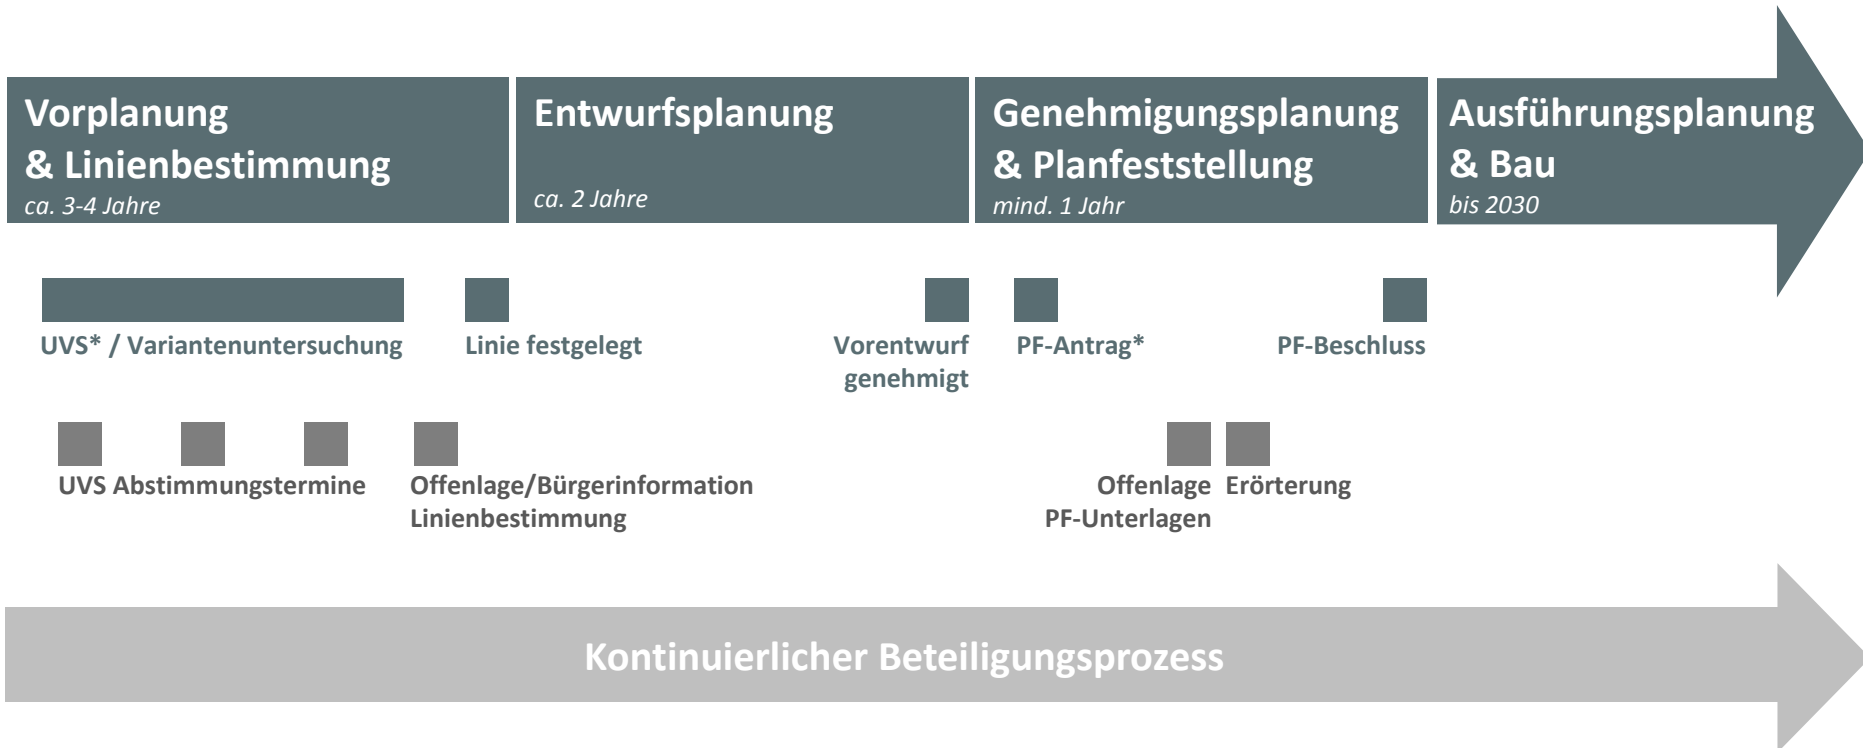 Vorplanung
& Linienbestimmung
ca. 3-4 Jahre
Entwurfsplanung
ca. 2 Jahre
Genehmigungsplanung
& Planfeststellung
mind. 1 Jahr
Ausführungsplanung
& Bau
bis 2030
UVS* / Variantenuntersuchung
Linie festgelegt
Vorentwurf
genehmigt
PF-Antrag*
PF-Beschluss
UVS Abstimmungstermine
Offenlage/Bürgerinformation
Linienbestimmung
Offenlage
PF-Unterlagen
Erörterung
Kontinuierlicher Beteiligungsprozess